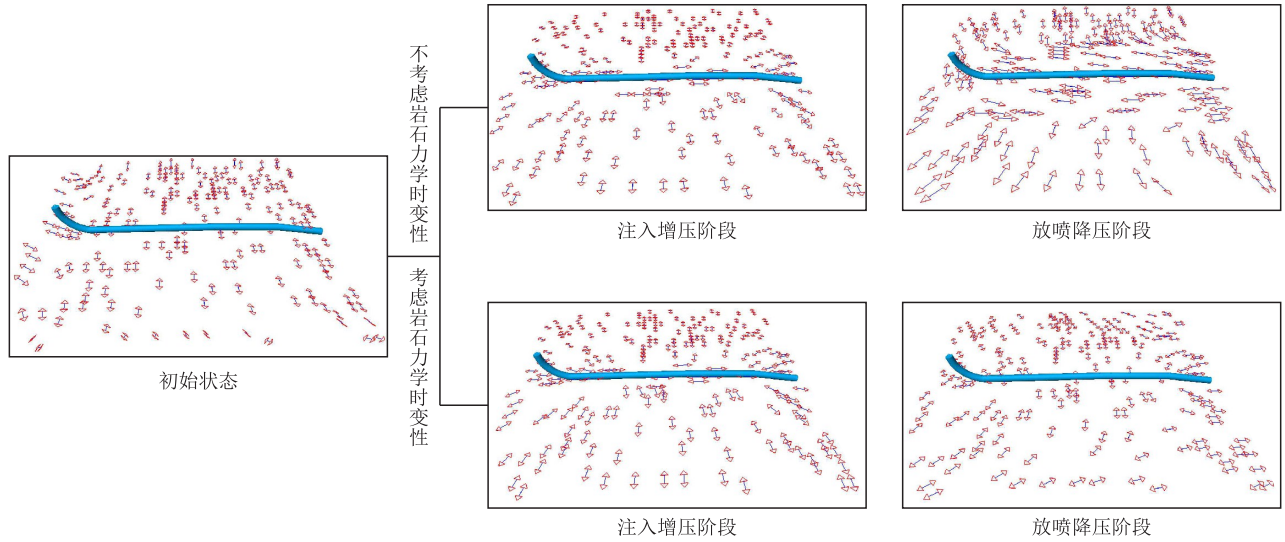 不考虑岩石力学时变性
注入增压阶段
放喷降压阶段
初始状态
考虑岩石力学时变性
注入增压阶段
放喷降压阶段